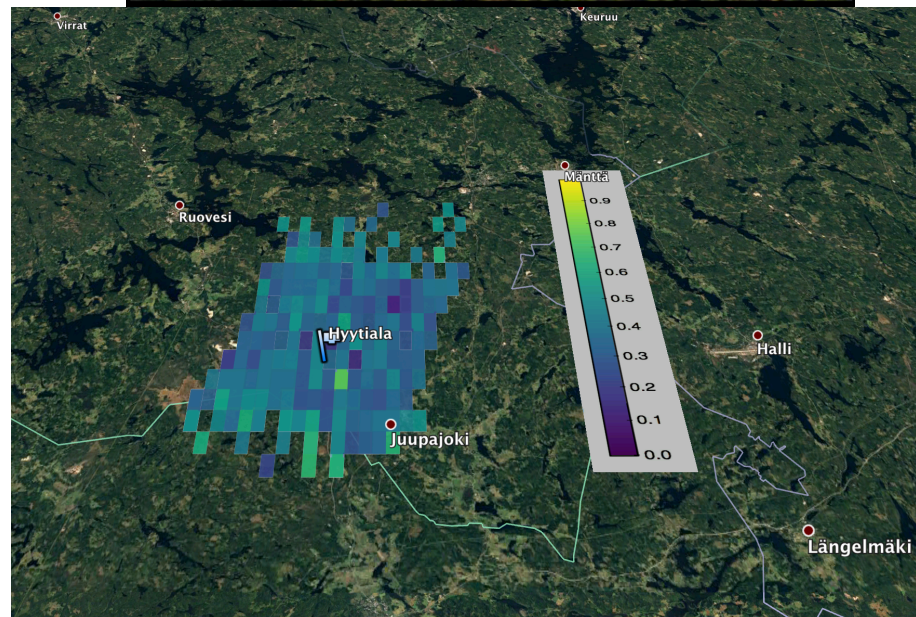 Virrat
Keuruu
Mänttä
Ruovesi
0.9
0.8
0.7
0.6
0.5
0.4
0.3
0.2
0.1
0.0
Hyytiala
Halli
Juupajoki
Längelmäki